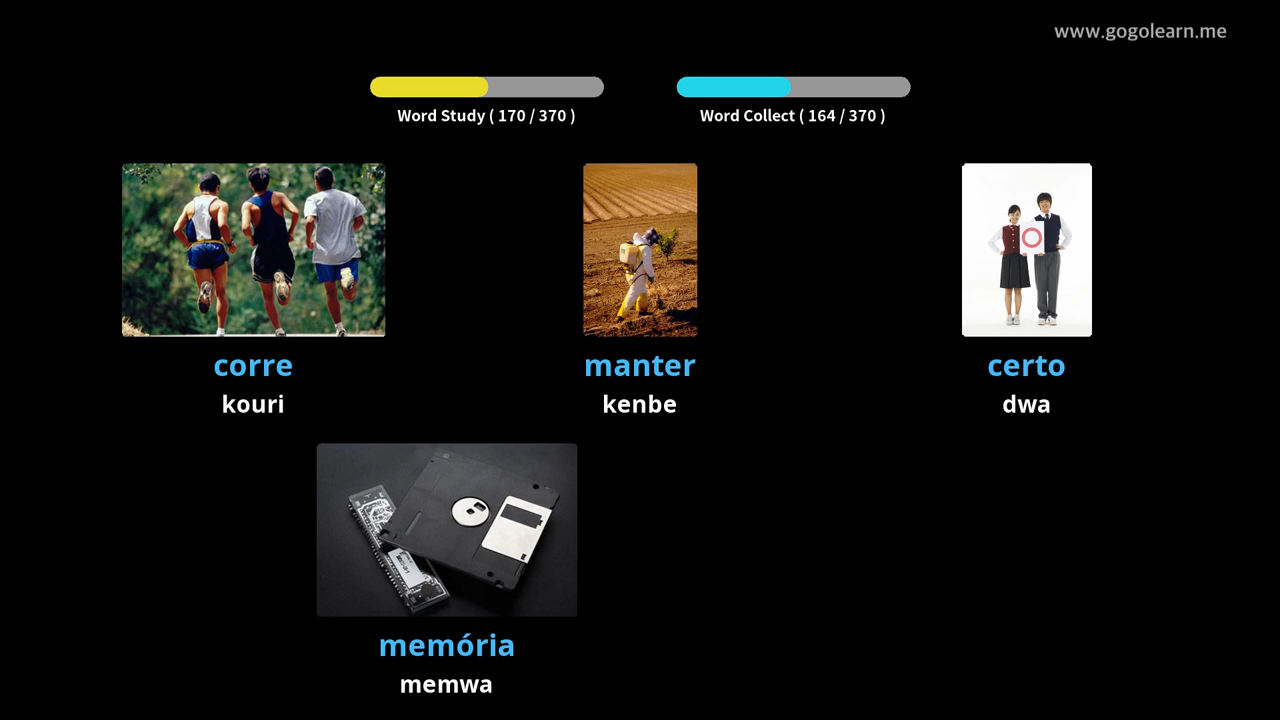 www.gogolearn.me
Word Study ( 170 / 370 )
Word Collect ( 164 / 370 )
corre
kouri
manter
kenbe
certo
dwa
memória
memwa